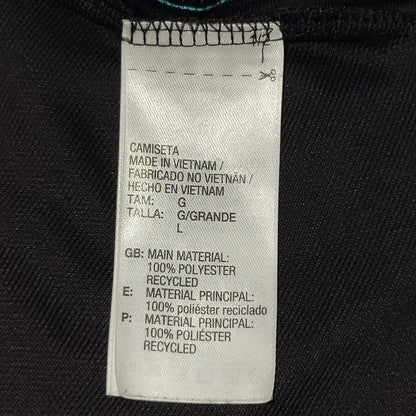 CAMISETA
MADE IN VIETNAM /
FABRICADO NO VIETNÃN /
HECHO EN VIETNAM
TAM: G
TALLA: G/GRANDE
L
GB: MAIN MATERIAL:
100% POLYESTER
RECYCLED
E: MATERIAL PRINCIPAL:
100% poliéster reciclado
P: MATERIAL PRINCIPAL:
100% POLIÉSTER
RECYCLED